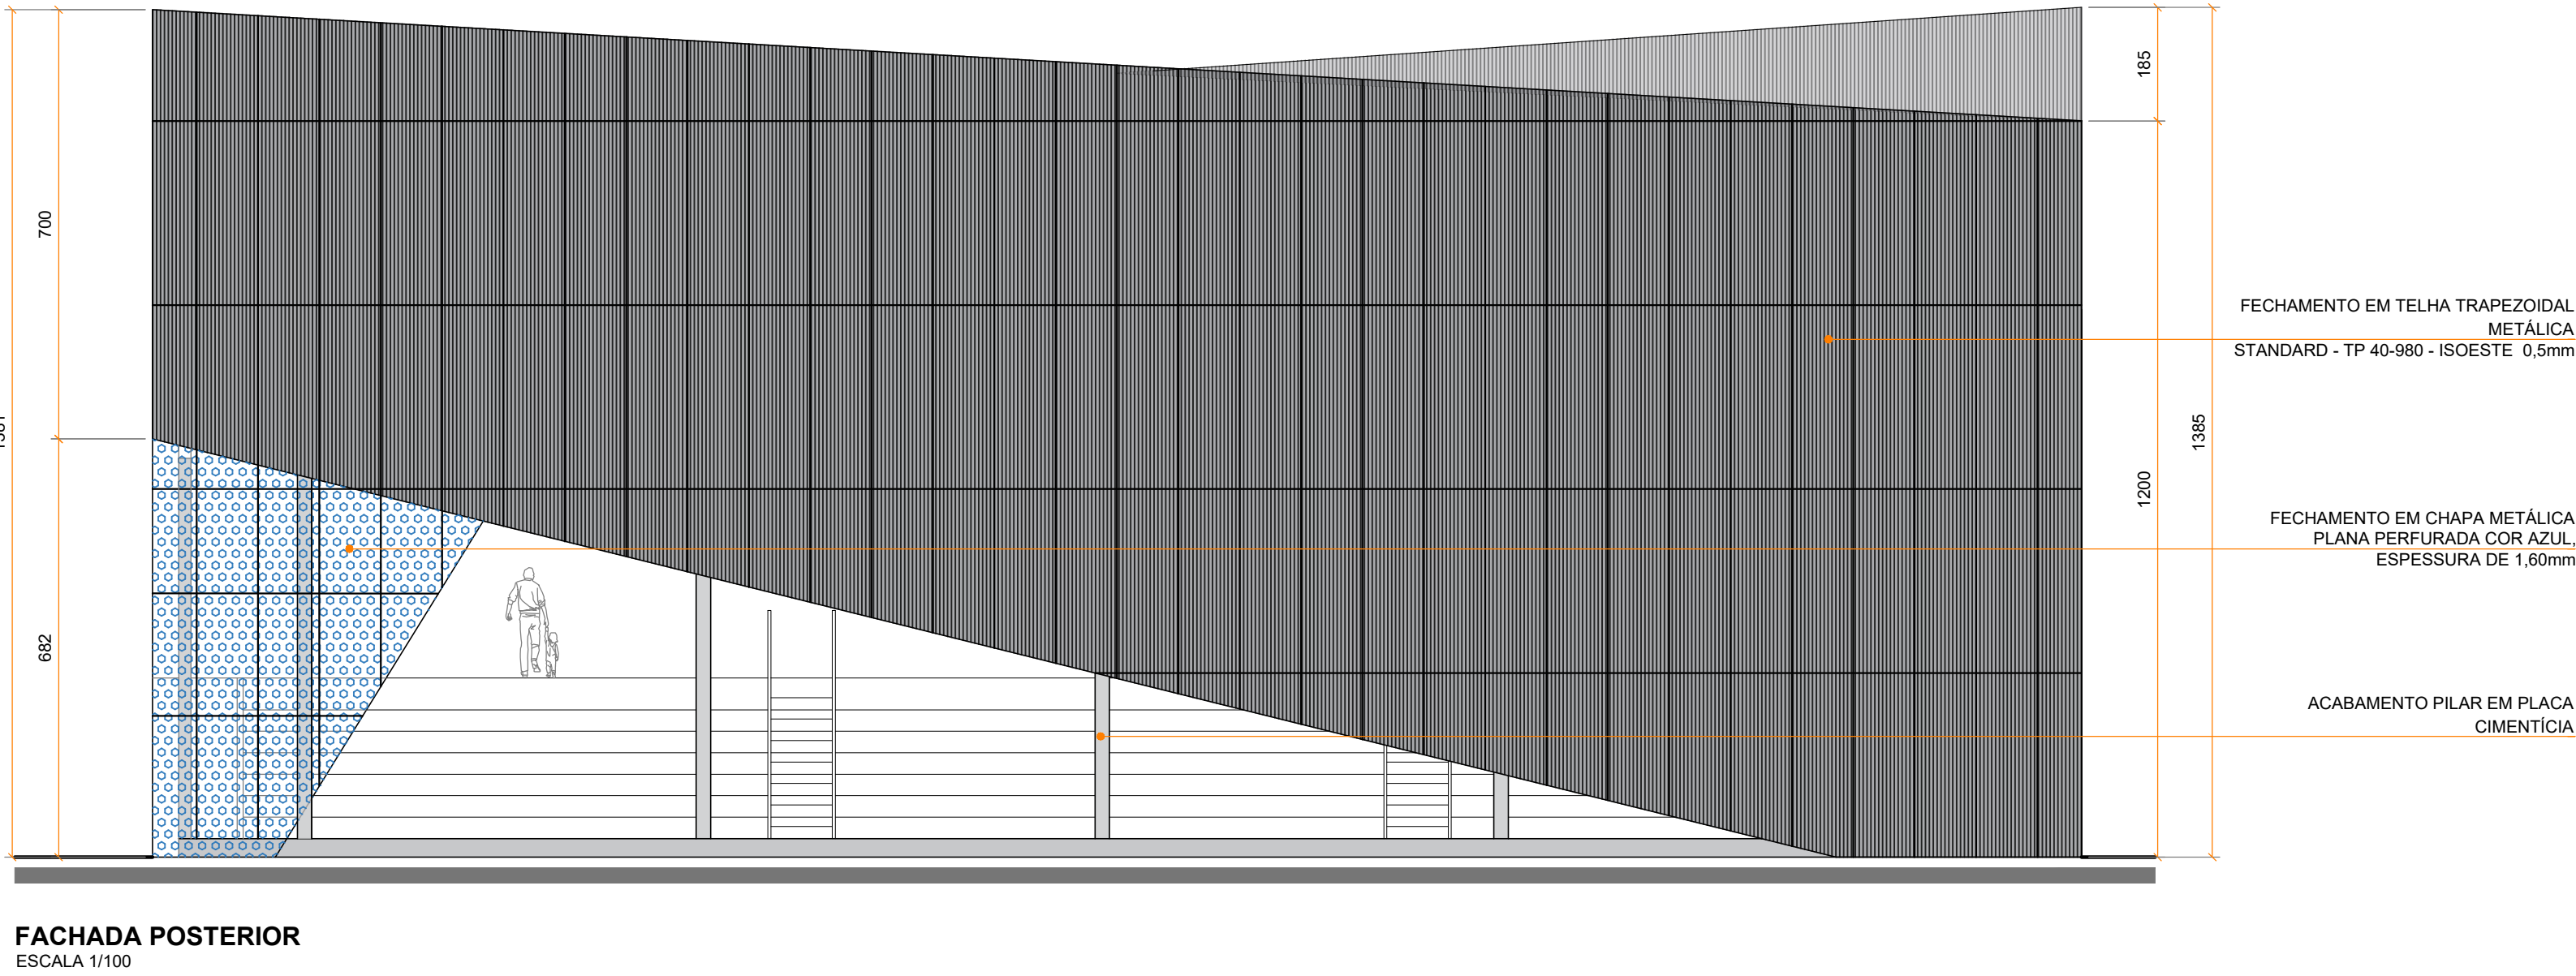 185
700
FECHAMENTO EM TELHA TRAPEZOIDAL
METÁLICA
STANDARD - TP 40-980 - ISOESTE 0,5mm
1385
1200
FECHAMENTO EM CHAPA METÁLICA
PLANA PERFURADA COR AZUL,
ESPESSURA DE 1,60mm
682
ACABAMENTO PILAR EM PLACA
CIMENTÍCIA
FACHADA POSTERIOR
ESCALA 1/100